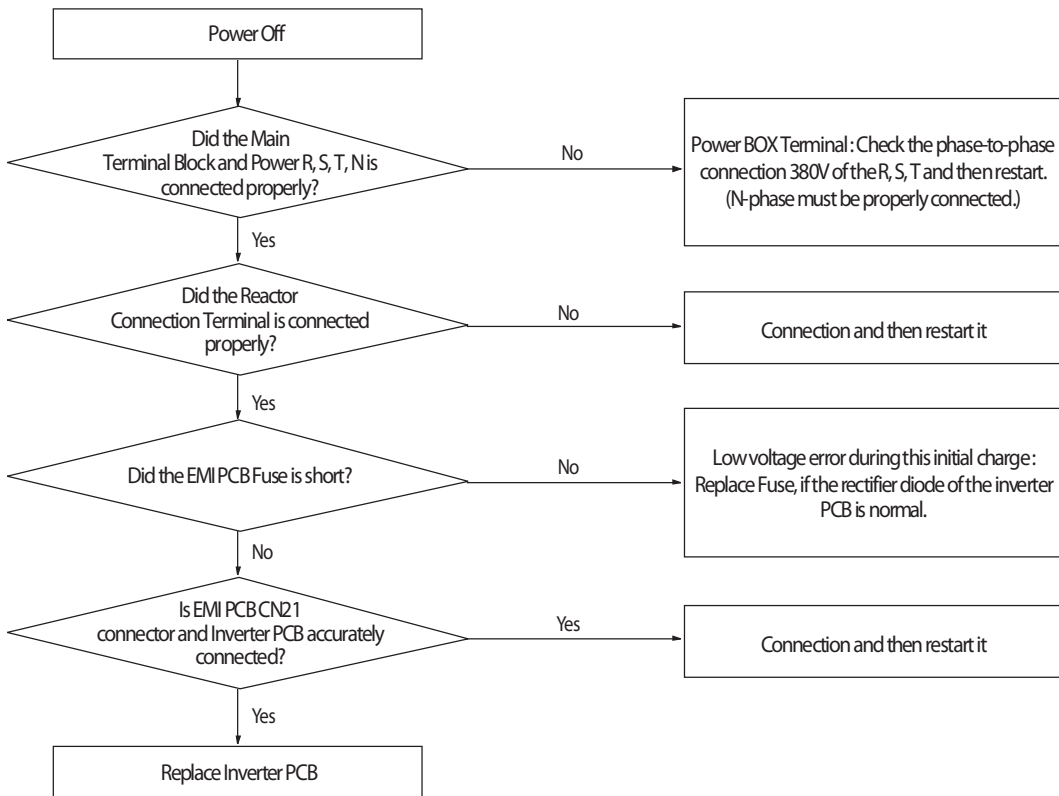 Power Off
Did the Main
Terminal Block and Power R, S, T, N is
connected properly?
No
Power BOX Terminal : Check the phase-to-phase
connection 380V of the R, S, T and then restart.
(N-phase must be properly connected.)
Yes
Did the Reactor
Connection Terminal is connected
properly?
No
Connection and then restart it
Yes
Did the EMI PCB Fuse is short?
No
Low voltage error during this initial charge :
Replace Fuse, if the rectifier diode of the inverter
PCB is normal.
No
Is EMI PCB CN21
connector and Inverter PCB accurately
connected?
Yes
Connection and then restart it
Yes
Replace Inverter PCB